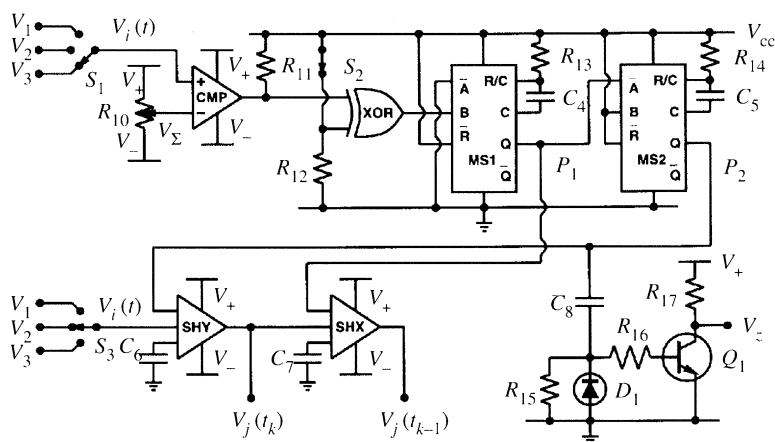 V1
V2
V3
Vi(t)
S1
V+
R10
V−
VΣ
+
−
CMP
V+
V−
R11
S2
R12
XOR
A̅
B
R̅
R/C
C
Q
Q̅
MS1
R13
C4
P1
A̅
B
R̅
R/C
C
Q
Q̅
MS2
Vcc
R14
C5
P2
V1
V2
V3
Vi(t)
S3
C6
SHY
V+
V−
Vj(tk)
C7
SHX
V+
V−
Vj(tk−1)
C8
R15
D1
R16
R17
V+
Vz
Q1